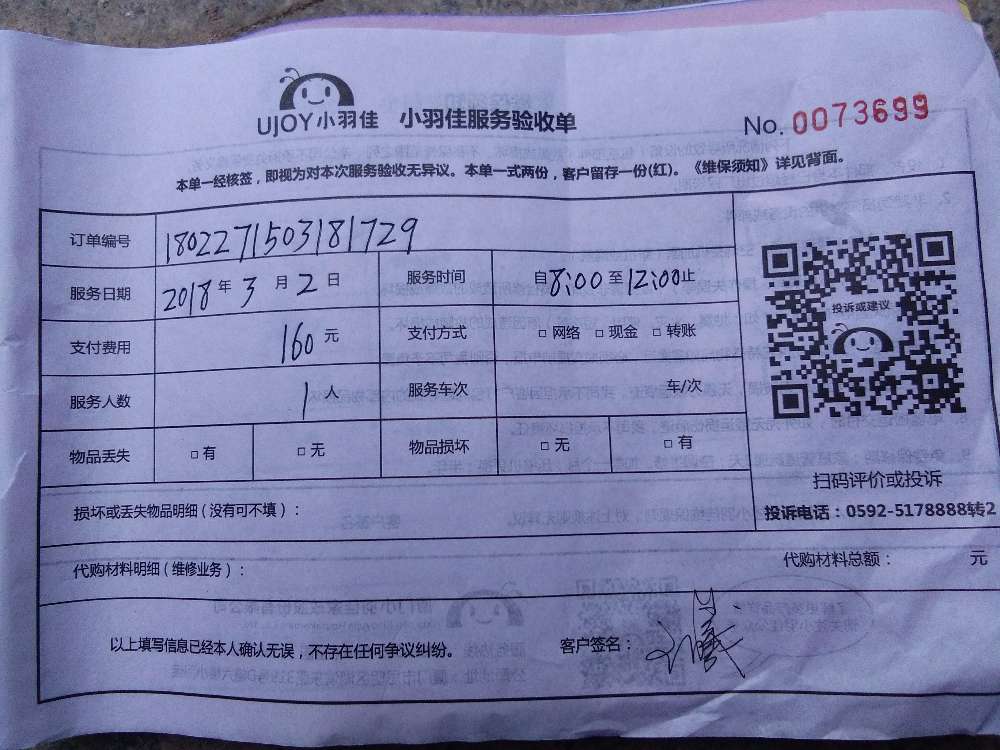 UJOY小羽佳 小羽佳服务验收单 No. 0073699
本单一经核签，即视为对本次服务验收无异议。本单一式两份，客户留存一份(红)。《维保须知》详见背面。
订单编号 1802271503181729
服务日期 2018年3月2日 服务时间 自8:00至12:00止
支付费用 160元 支付方式 □网络 □现金 □转账
服务人数 1人 服务车次 车/次
物品丢失 □有 □无 物品损坏 □无 □有
投诉或建议
扫码评价或投诉
投诉电话：0592-5178888转2
损坏或丢失物品明细（没有可不填）：
代购材料明细（维修业务）： 代购材料总额： 元
以上填写信息已经本人确认无误，不存在任何争议纠纷。 客户签名：